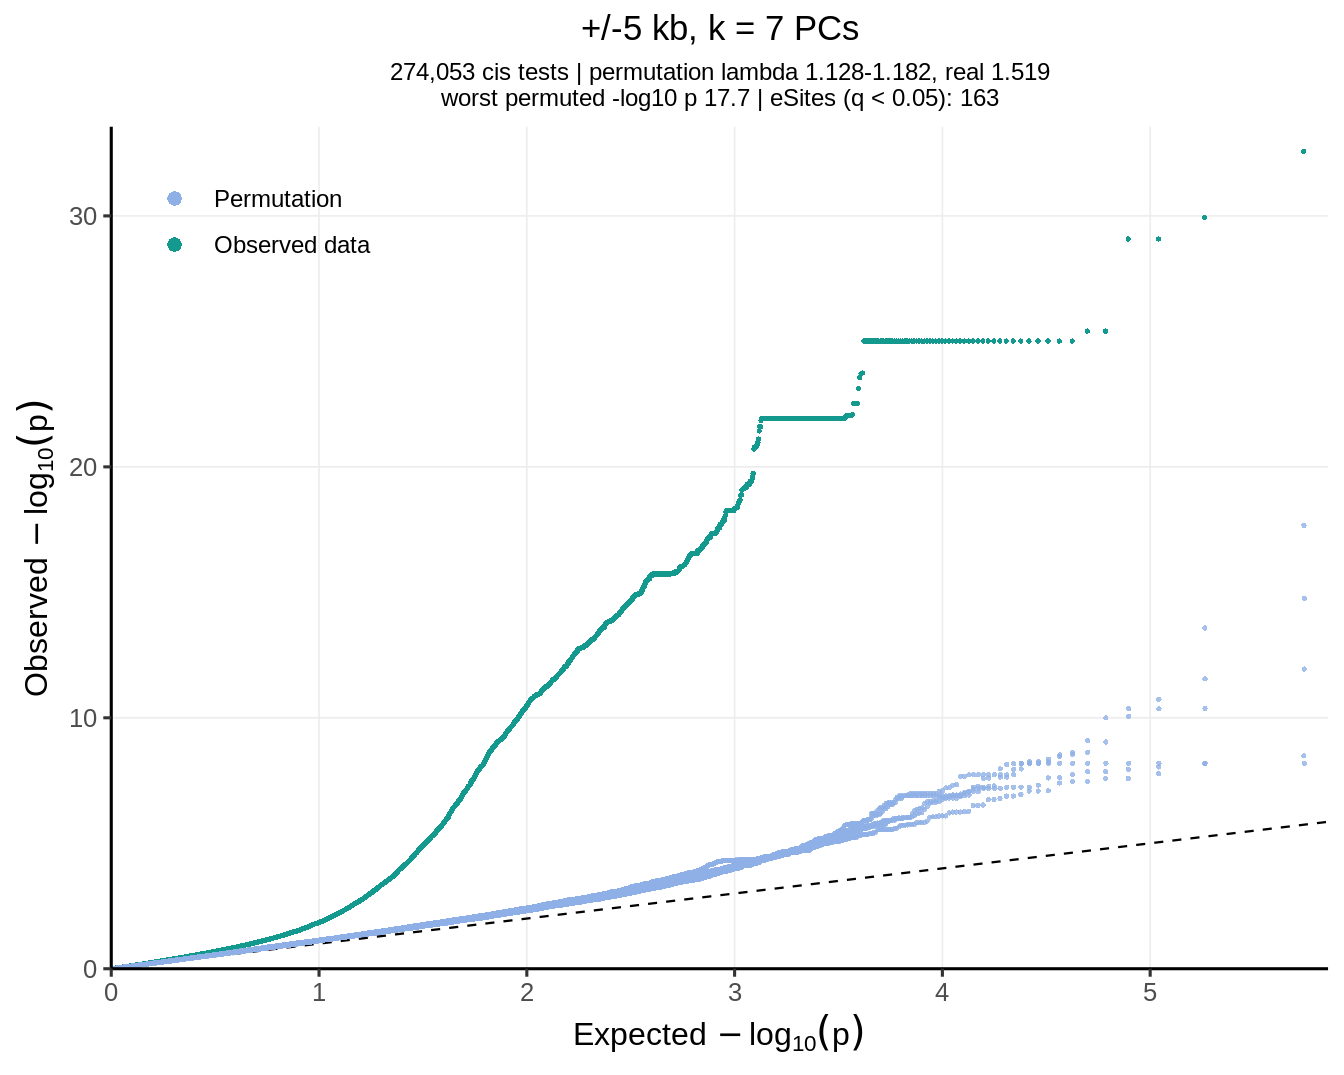 +/-5 kb, k = 7 PCs
274,053 cis tests | permutation lambda 1.128-1.182, real 1.519
worst permuted -log10 p 17.7 | eSites (q < 0.05): 163
Permutation
Observed data
30
20
10
0
0 1 2 3 4 5
Observed −log₁₀(p)
Expected −log₁₀(p)